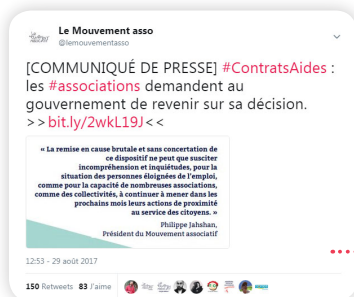 Le Mouvement asso
@lemouvementasso
[COMMUNIQUÉ DE PRESSE] #ContratsAides :
les #associations demandent au
gouvernement de revenir sur sa décision.
>>bit.ly/2wkL19J<<
« La remise en cause brutale et sans concertation de
ce dispositif ne peut que susciter
incompréhension et inquiétudes, pour la
situation des personnes éloignées de l'emploi,
comme pour la capacité de nombreuses associations,
comme des collectivités, à continuer à mener dans les
prochains mois leurs actions de proximité
au service des citoyens. »
Philippe Jahshan,
Président du Mouvement associatif
12:53 - 29 août 2017
150 Retweets 83 J'aime